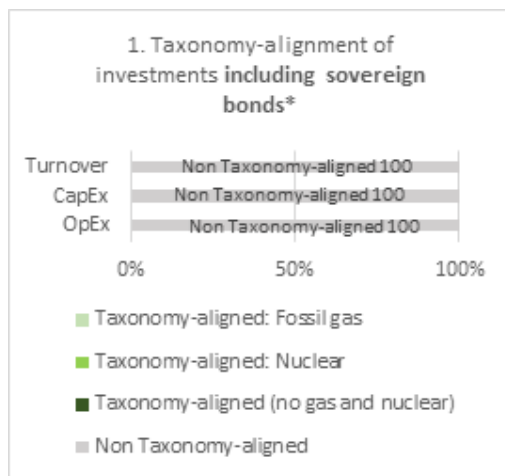 1. Taxonomy-alignment of
investments including sovereign
bonds*
Turnover
Non Taxonomy-aligned 100
CapEx
Non Taxonomy-aligned 100
OpEx
Non Taxonomy-aligned 100
0% 50% 100%
Taxonomy-aligned: Fossil gas
Taxonomy-aligned: Nuclear
Taxonomy-aligned (no gas and nuclear)
Non Taxonomy-aligned